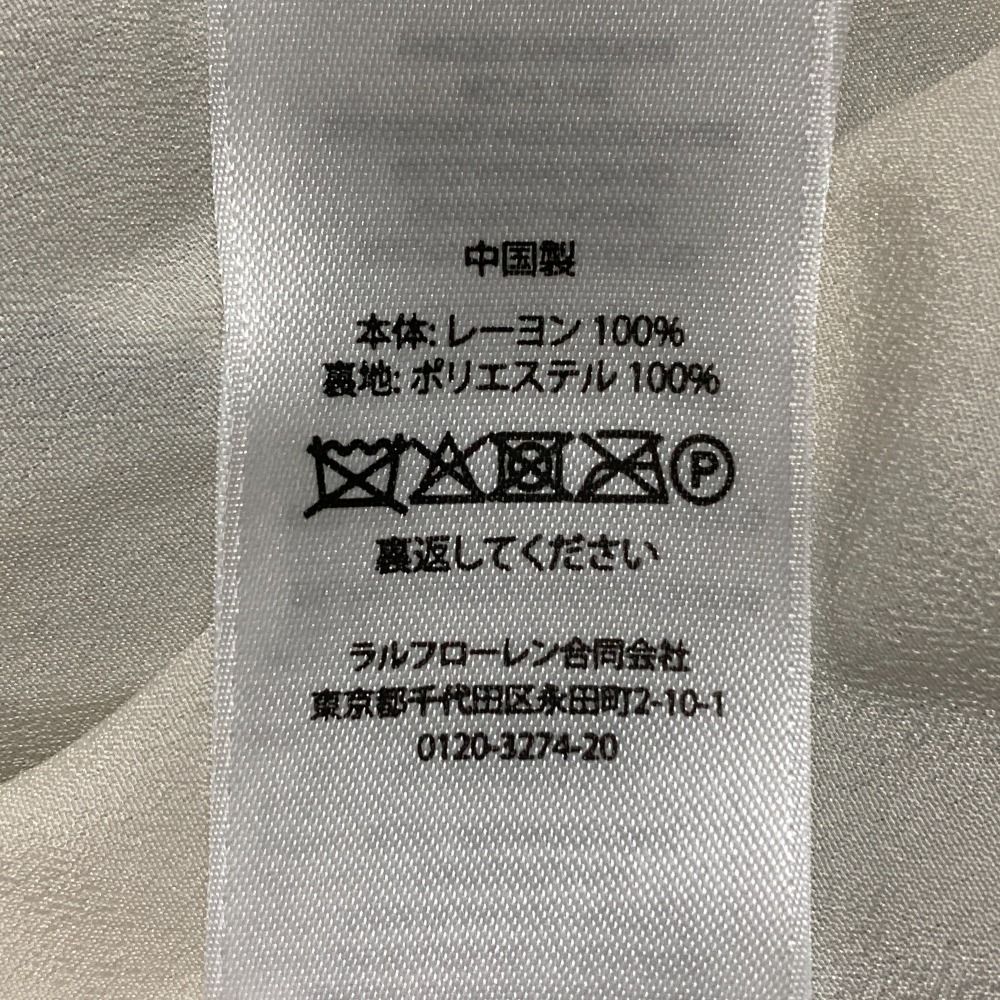 中国製
本体: レーヨン 100%
裏地: ポリエステル 100%
P
裏返してください
ラルフローレン合同会社
東京都千代田区永田町2-10-1
0120-3274-20